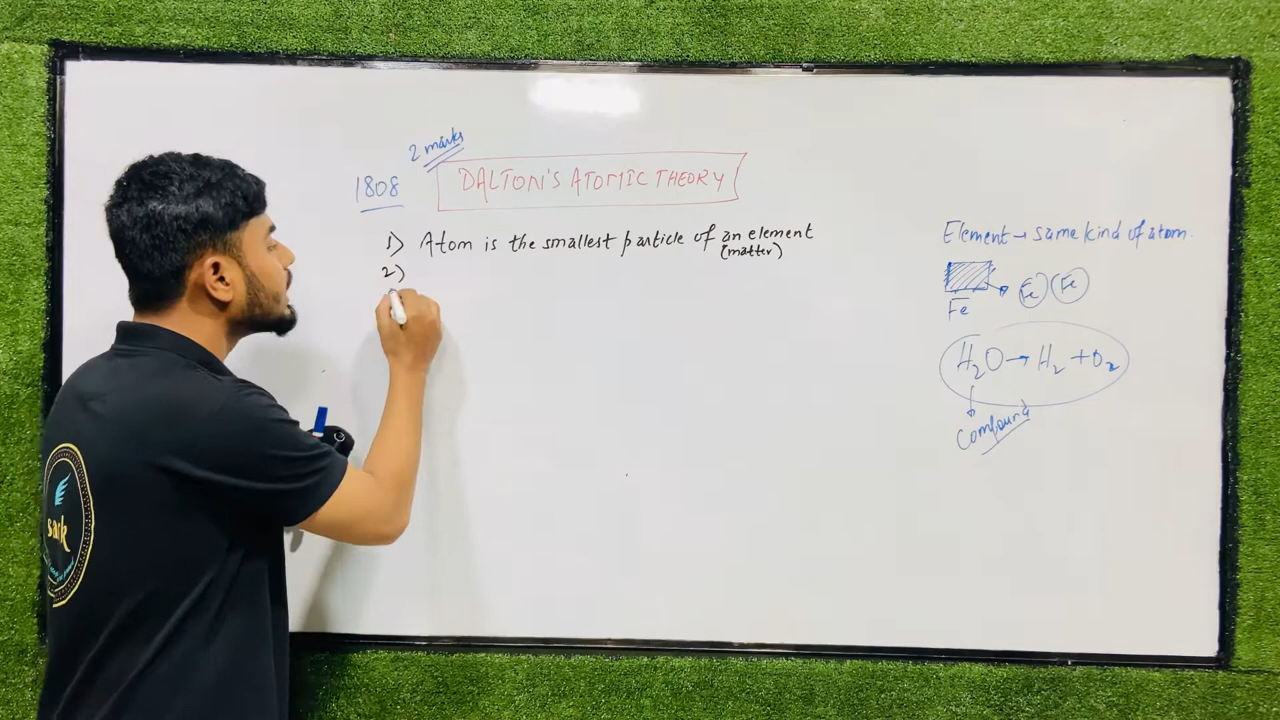 2 marks
1808
DALTON'S ATOMIC THEORY
1) Atom is the smallest particle of an element
(matter)
2)
Element → same kind of atom.
Fe
Fe Fe
H₂O → H₂ + O₂
Compound
sark